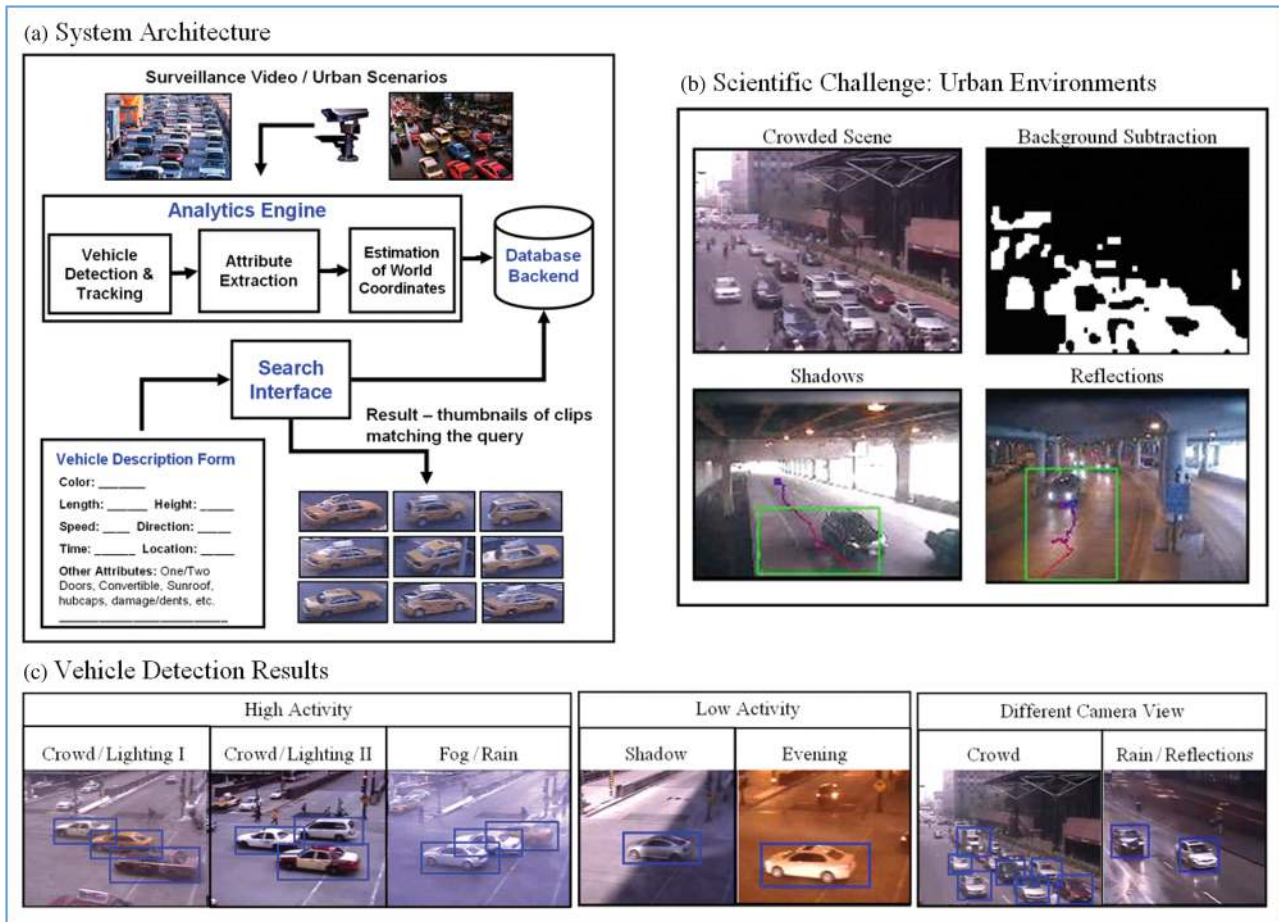 (a) System Architecture
Surveillance Video / Urban Scenarios
Analytics Engine
Vehicle
Detection &
Tracking
Attribute
Extraction
Estimation
of World
Coordinates
Database
Backend
Search
Interface
Result – thumbnails of clips
matching the query
Vehicle Description Form
Color: _______
Length: ______ Height: _____
Speed: ____ Direction: _____
Time: ______ Location: _____
Other Attributes: One/Two
Doors, Convertible, Sunroof,
hubcaps, damage/dents, etc.
(b) Scientific Challenge: Urban Environments
Crowded Scene Background Subtraction
Shadows Reflections
(c) Vehicle Detection Results
High Activity Low Activity Different Camera View
Crowd / Lighting I Crowd / Lighting II Fog / Rain Shadow Evening Crowd Rain / Reflections